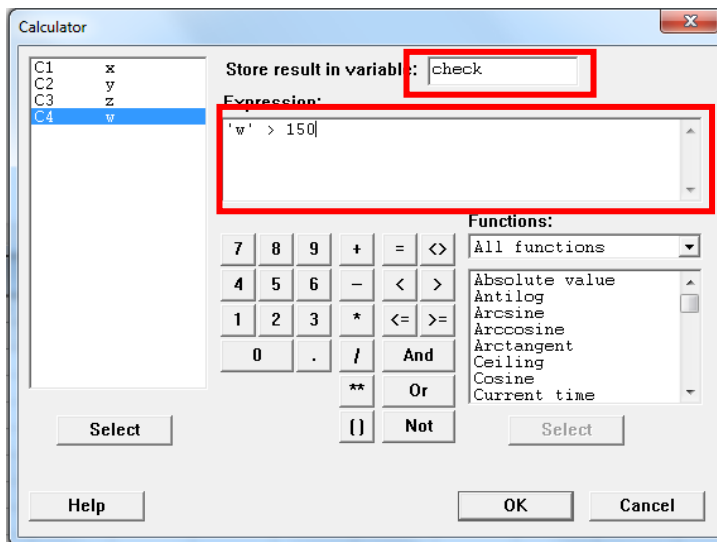 Calculator
x
C1 x
C2 y
C3 z
C4 w
Store result in variable: check
Expression:
'w' > 150
Functions:
All functions
Absolute value
Antilog
Arcsine
Arccosine
Arctangent
Ceiling
Cosine
Current time
7 8 9 + = <>
4 5 6 − < >
1 2 3 * <= >=
0 . / And
** Or
() Not
Select
Select
Help
OK
Cancel